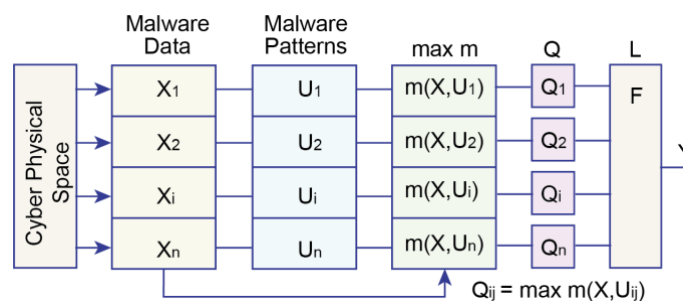 Malware
Data
Malware
Patterns
max m
Q
L
Cyber Physical
Space
X1
U1
m(X,U1)
Q1
F
X2
U2
m(X,U2)
Q2
Y
Xi
Ui
m(X,Ui)
Qi
Xn
Un
m(X,Un)
Qn
Qij = max m(X,Uij)